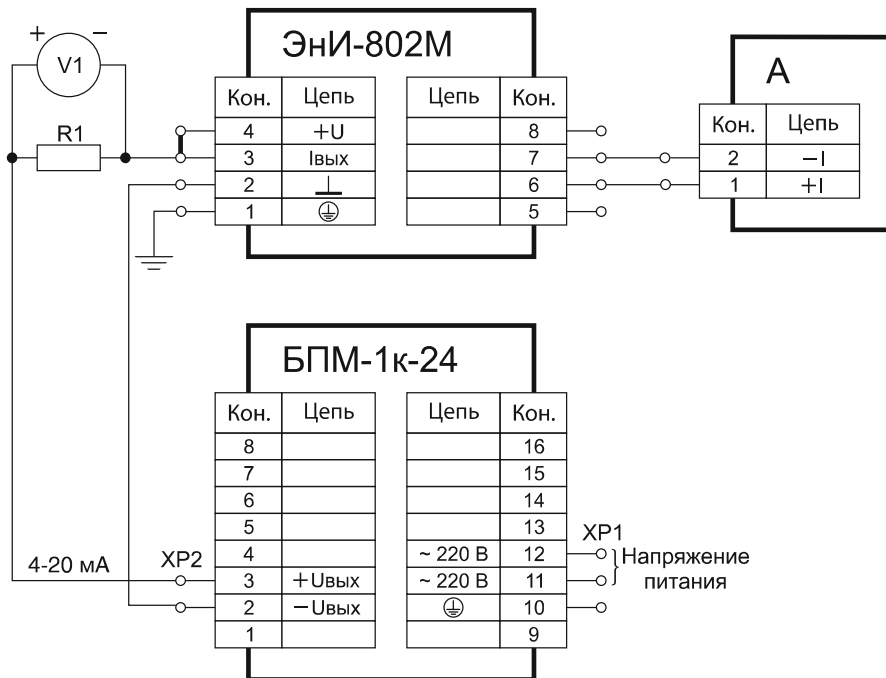 ЭнИ-802М
А
+ −
V1
R1
Кон. Цепь Цепь Кон.
4 +U 8
3 Iвых 7
2 6
1 5
Кон. Цепь
2 −I
1 +I
БПМ-1к-24
Кон. Цепь Цепь Кон.
8 16
7 15
6 14
5 13
4 ~ 220 В 12
3 +Uвых ~ 220 В 11
2 −Uвых 10
1 9
4-20 мА
XP2
XP1
Напряжение
питания